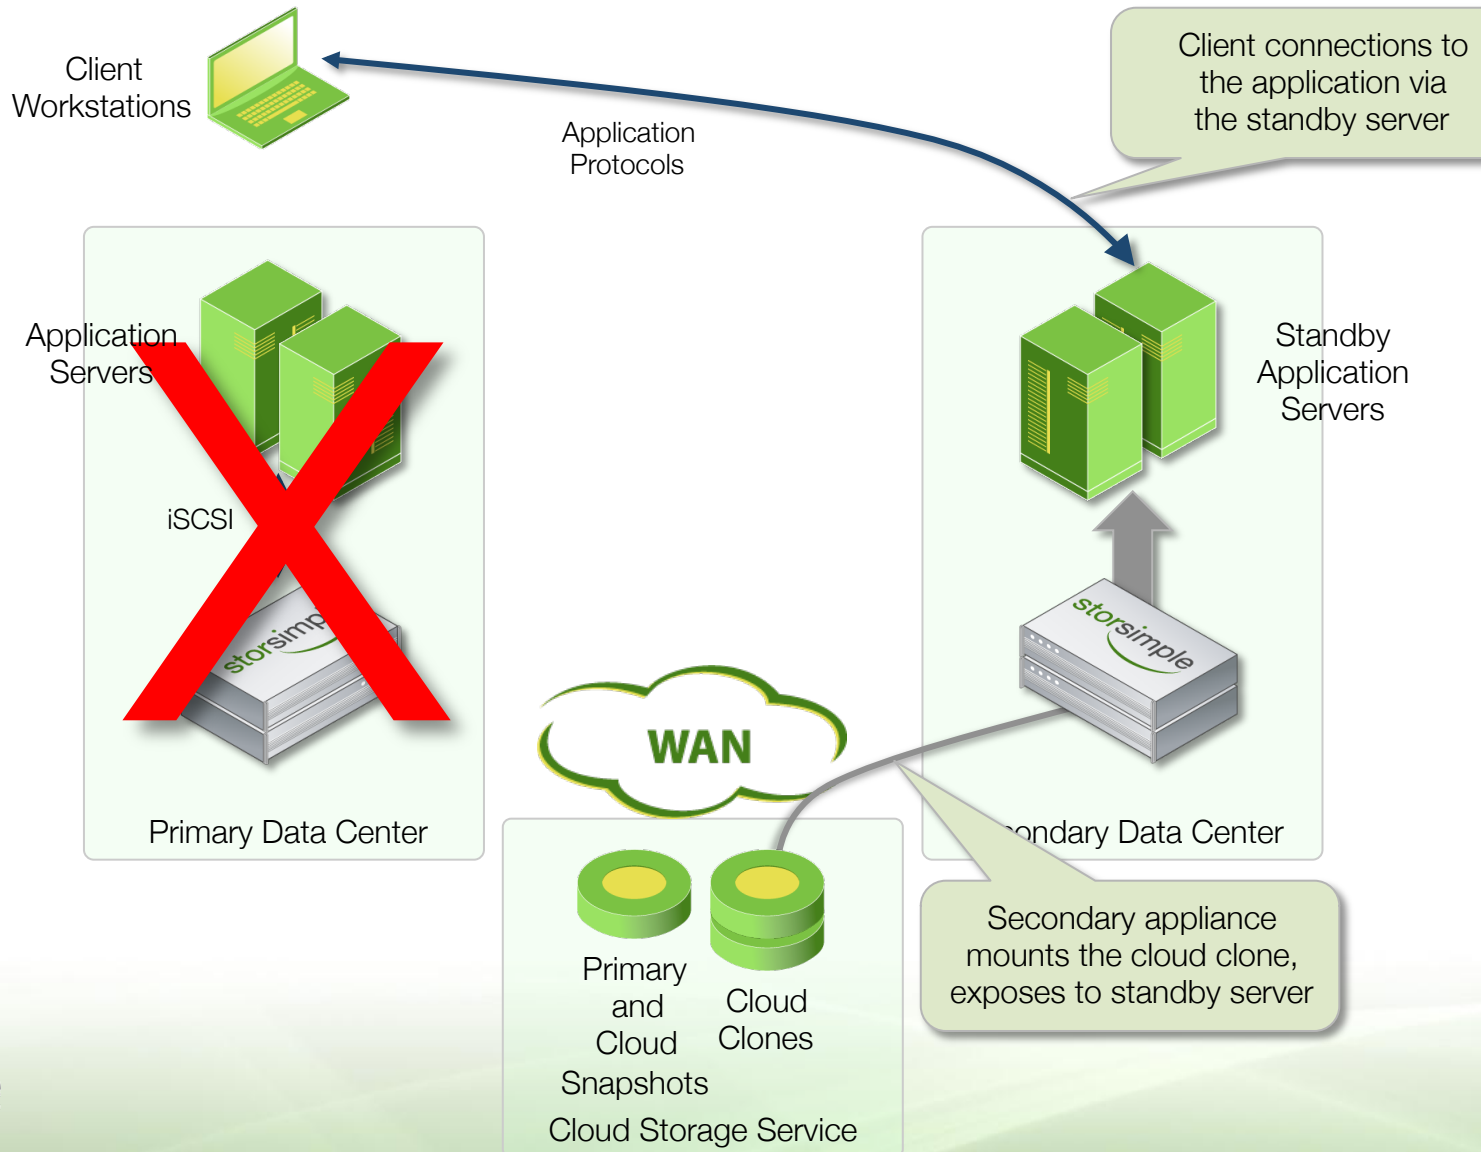 Client
Workstations
Application
Protocols
Client connections to
the application via
the standby server
Application
Servers
iSCSI
storsimp
Primary Data Center
Standby
Application
Servers
storsimple
WAN
ondary Data Center
Secondary appliance
mounts the cloud clone,
exposes to standby server
Primary
and
Cloud
Snapshots
Cloud
Clones
Cloud Storage Service